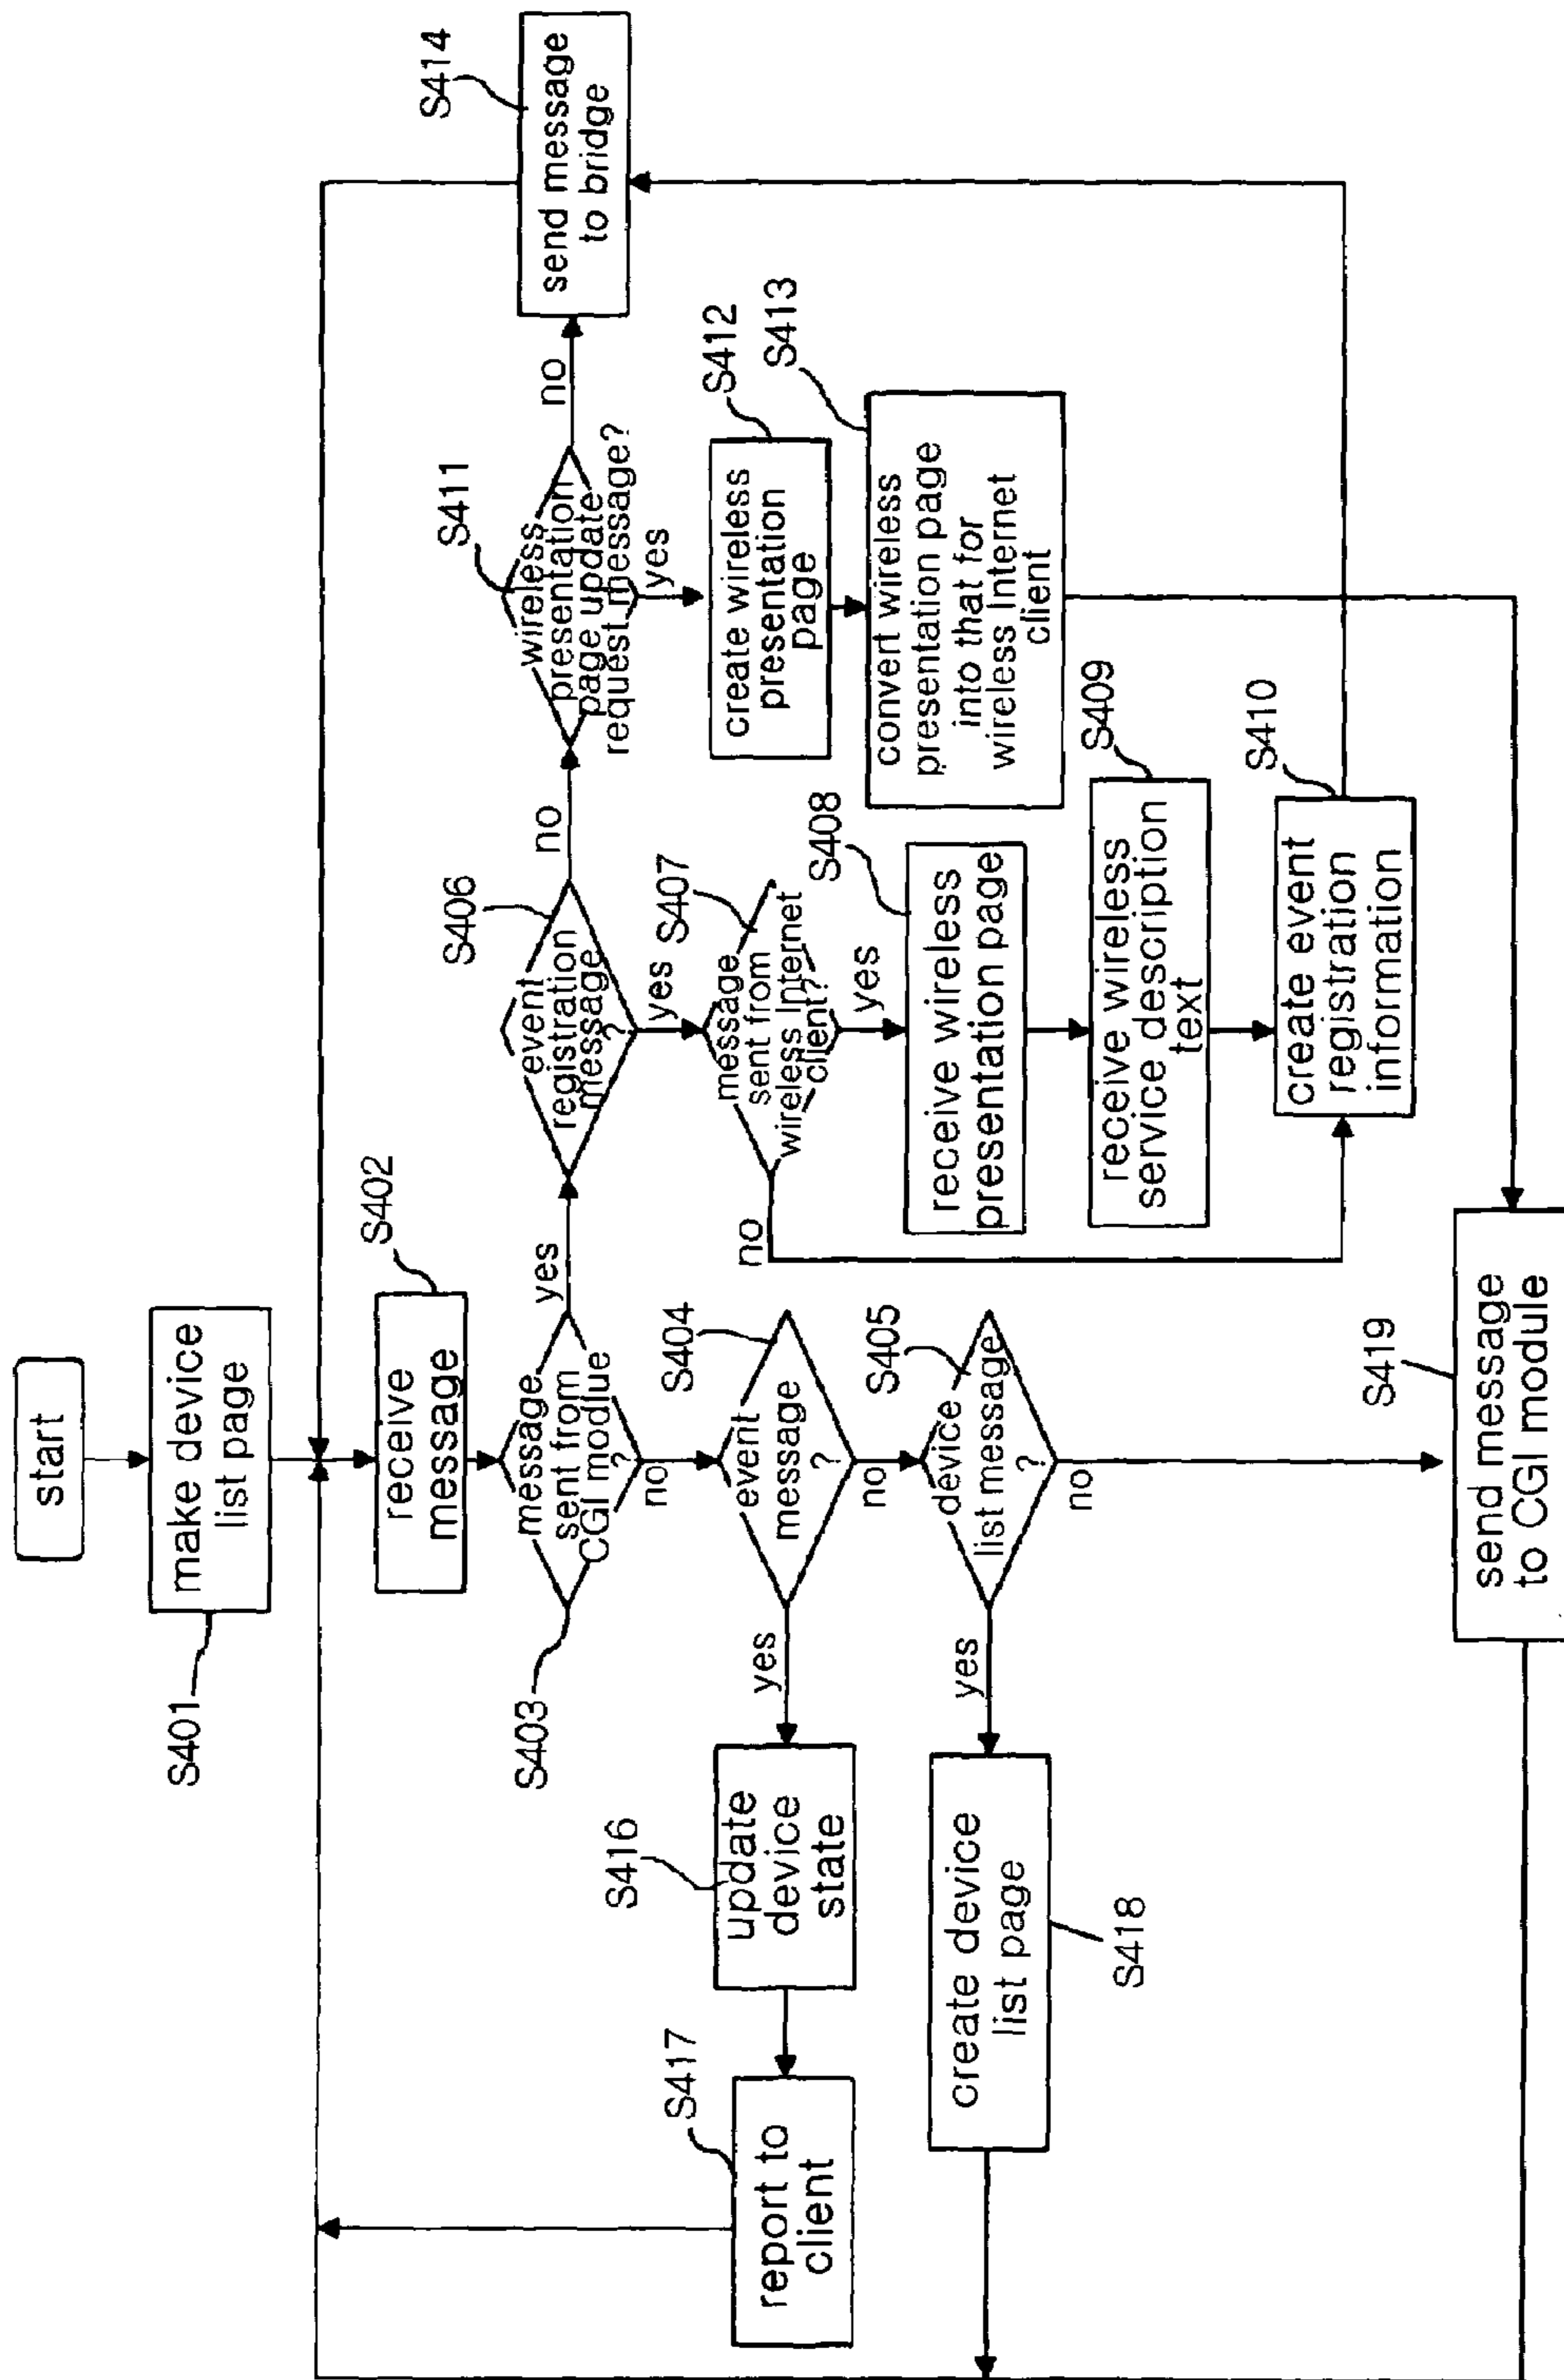 start
S401
make device
list page
S402
receive
message
S403
message
sent from
CGI modlue
?
yes
no
S404
event
message
?
yes
no
S405
device
list message
?
yes
no
S406
event
registration
message
?
no
yes
S407
message
sent from
wireless Internet
client?
no
yes
S408
receive wireless
presentation page
S409
receive wireless
service description
text
S410
create event
registration
information
S411
wireless
presentation
page update
request message?
no
yes
S412
create wireless
presentation
page
S413
convert wireless
presentation page
into that for
wireless Internet
client
S414
send message
to bridge
S416
update
device
state
S417
report to
client
S418
create device
list page
S419
send message
to CGI module